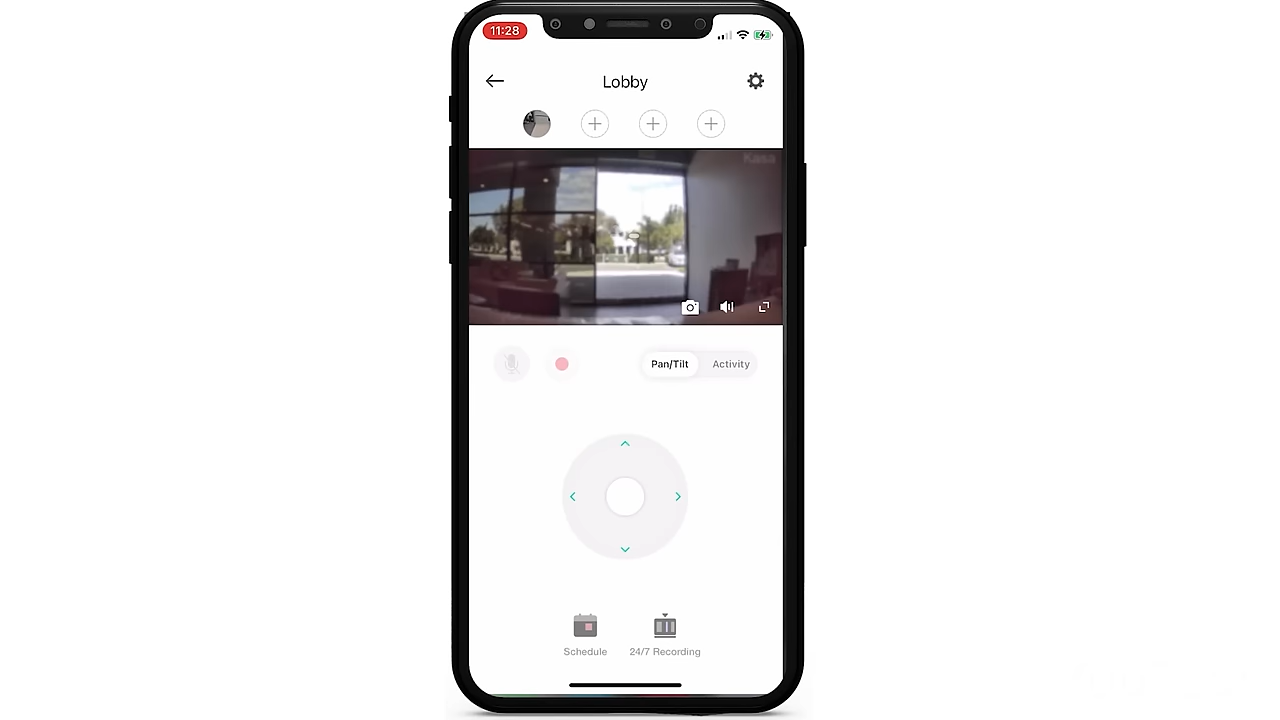 11:28
Lobby
Kasa
Pan/Tilt
Activity
Schedule
24/7 Recording